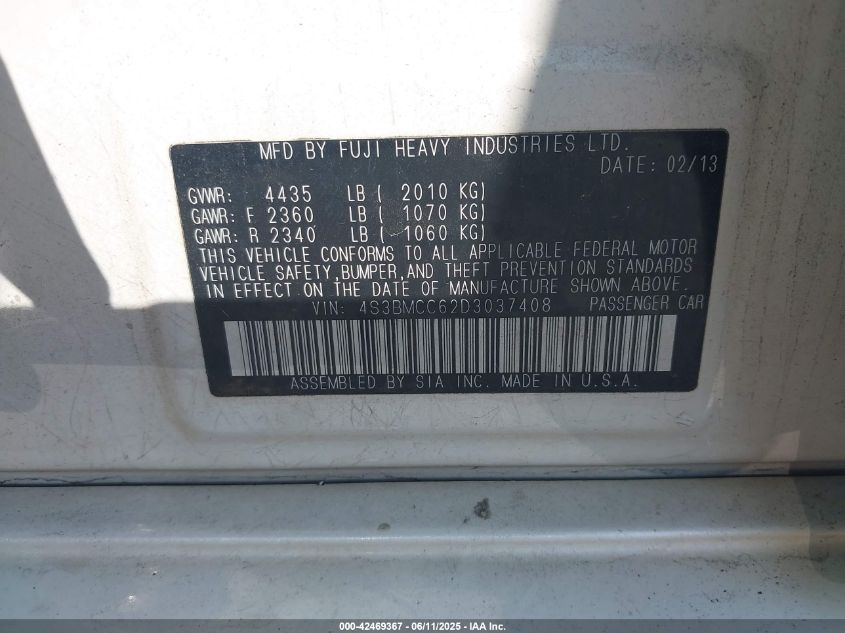 MFD BY FUJI HEAVY INDUSTRIES LTD.
DATE: 02/13
GVWR: 4435 LB ( 2010 KG)
GAWR: F 2360 LB ( 1070 KG)
GAWR: R 2340 LB ( 1060 KG)
THIS VEHICLE CONFORMS TO ALL APPLICABLE FEDERAL MOTOR
VEHICLE SAFETY,BUMPER,AND THEFT PREVENTION STANDARDS
IN EFFECT ON THE DATE OF MANUFACTURE SHOWN ABOVE.
VIN: 4S3BMCC62D3037408 PASSENGER CAR
ASSEMBLED BY SIA INC. MADE IN U.S.A.
000-42469367 - 06/11/2025 - IAA Inc.